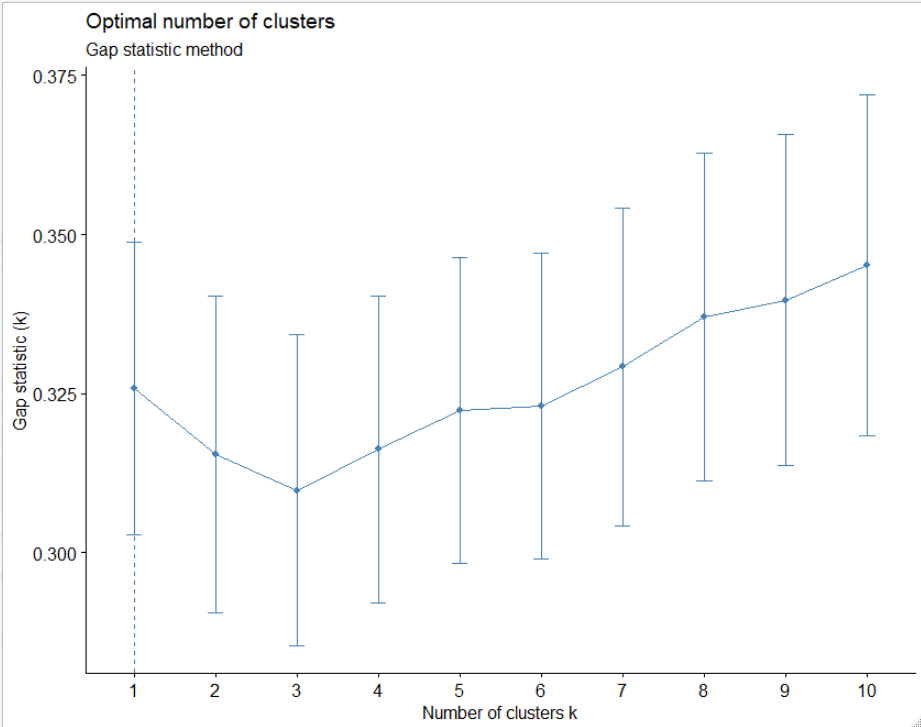 Optimal number of clusters
Gap statistic method
Gap statistic (k)
0.375
0.350
0.325
0.300
1 2 3 4 5 6 7 8 9 10
Number of clusters k